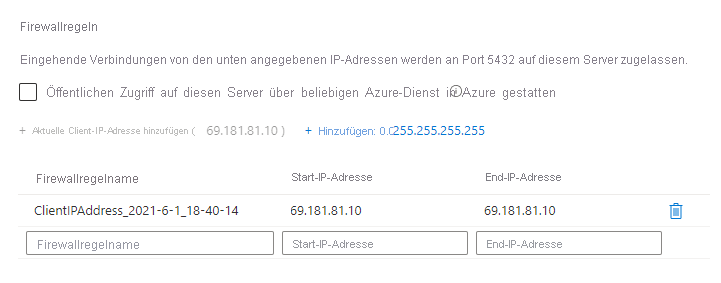 Firewallregeln
Eingehende Verbindungen von den unten angegebenen IP-Adressen werden an Port 5432 auf diesem Server zugelassen.
Öffentlichen Zugriff auf diesen Server über beliebigen Azure-Dienst in Azure gestatten
+ Aktuelle Client-IP-Adresse hinzufügen ( 69.181.81.10 ) + Hinzufügen: 0.0 255.255.255.255
Firewallregelname Start-IP-Adresse End-IP-Adresse
ClientIPAddress_2021-6-1_18-40-14 69.181.81.10 69.181.81.10
Firewallregelname Start-IP-Adresse End-IP-Adresse